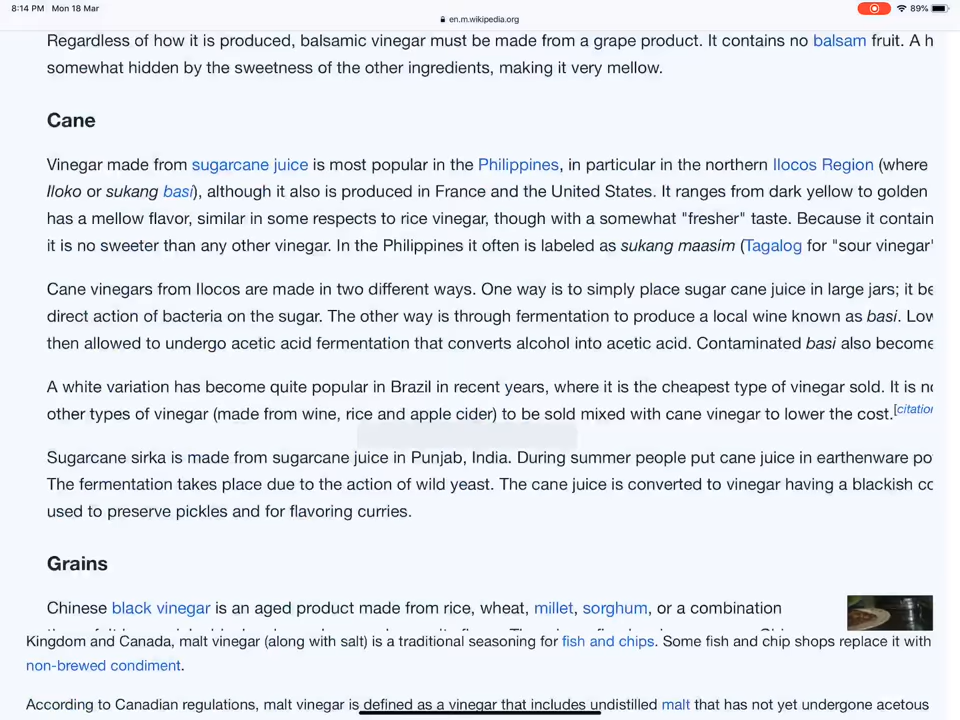 8:14 PM Mon 18 Mar
89%
en.m.wikipedia.org
Regardless of how it is produced, balsamic vinegar must be made from a grape product. It contains no balsam fruit. A h
somewhat hidden by the sweetness of the other ingredients, making it very mellow.
Cane
Vinegar made from sugarcane juice is most popular in the Philippines, in particular in the northern Ilocos Region (where
Iloko or sukang basi), although it also is produced in France and the United States. It ranges from dark yellow to golden
has a mellow flavor, similar in some respects to rice vinegar, though with a somewhat "fresher" taste. Because it contain
it is no sweeter than any other vinegar. In the Philippines it often is labeled as sukang maasim (Tagalog for "sour vinegar"
Cane vinegars from Ilocos are made in two different ways. One way is to simply place sugar cane juice in large jars; it be
direct action of bacteria on the sugar. The other way is through fermentation to produce a local wine known as basi. Low
then allowed to undergo acetic acid fermentation that converts alcohol into acetic acid. Contaminated basi also become
A white variation has become quite popular in Brazil in recent years, where it is the cheapest type of vinegar sold. It is no
other types of vinegar (made from wine, rice and apple cider) to be sold mixed with cane vinegar to lower the cost.[citation
Sugarcane sirka is made from sugarcane juice in Punjab, India. During summer people put cane juice in earthenware po
The fermentation takes place due to the action of wild yeast. The cane juice is converted to vinegar having a blackish co
used to preserve pickles and for flavoring curries.
Grains
Chinese black vinegar is an aged product made from rice, wheat, millet, sorghum, or a combination
Kingdom and Canada, malt vinegar (along with salt) is a traditional seasoning for fish and chips. Some fish and chip shops replace it with
non-brewed condiment.
According to Canadian regulations, malt vinegar is defined as a vinegar that includes undistilled malt that has not yet undergone acetous